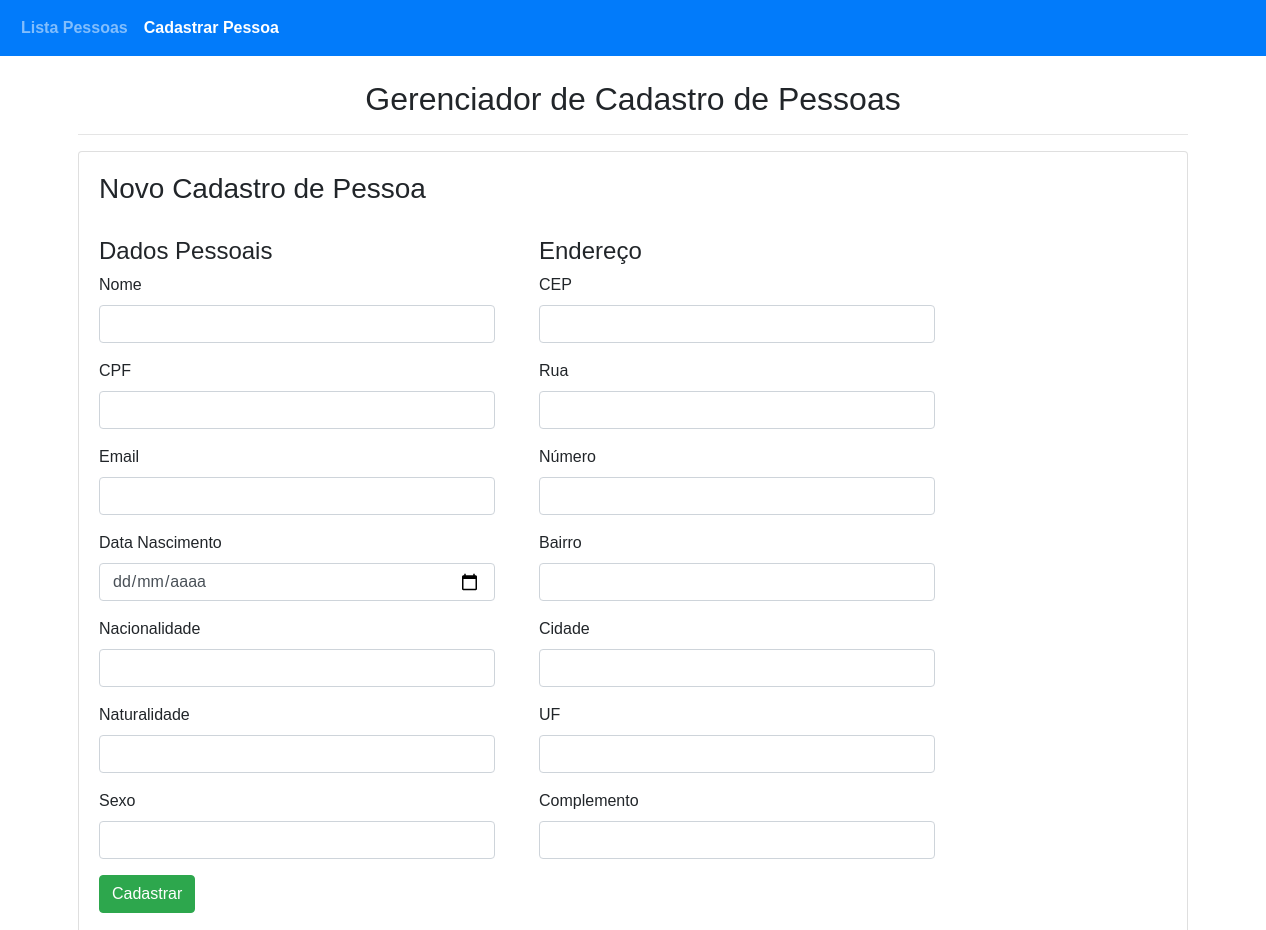 Lista Pessoas Cadastrar Pessoa
Gerenciador de Cadastro de Pessoas
Novo Cadastro de Pessoa
Dados Pessoais
Nome
CPF
Email
Data Nascimento
dd/mm/aaaa
Nacionalidade
Naturalidade
Sexo
Endereço
CEP
Rua
Número
Bairro
Cidade
UF
Complemento
Cadastrar